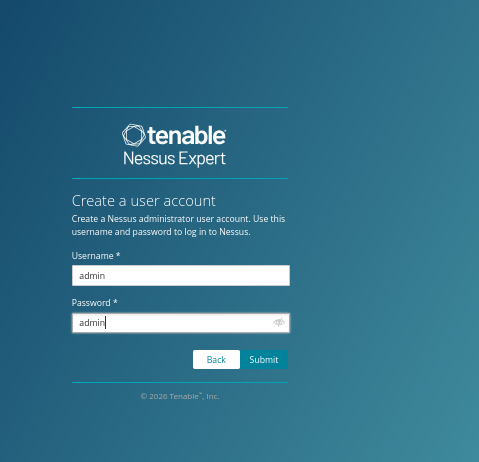 tenable
Nessus Expert
Create a user account
Create a Nessus administrator user account. Use this
username and password to log in to Nessus.
Username *
admin
Password *
admin
Back
Submit
© 2026 Tenable™, Inc.